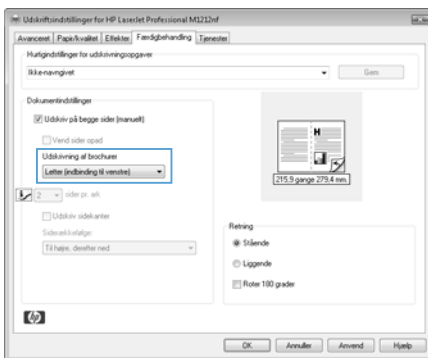 Udskriftsindstillinger for HP LaserJet Professional M1212nf
Avanceret Papir/kvalitet Effekter Færdigbehandling Tjenester
Hurtigindstillinger for udskrivningsopgaver
Ikke-navngivet
Gem
Dokumentindstillinger
Udskriv på begge sider (manuelt)
Vend sider opad
Udskrivning af brochurer
Letter (indbinding til venstre)
2 sider pr. ark
Udskriv sidekanter
Siderækkefølge:
Til højre, derefter ned
H
215,9 gange 279,4 mm.
Retning
Stående
Liggende
Roter 180 grader
hp
OK Annuller Anvend Hjælp